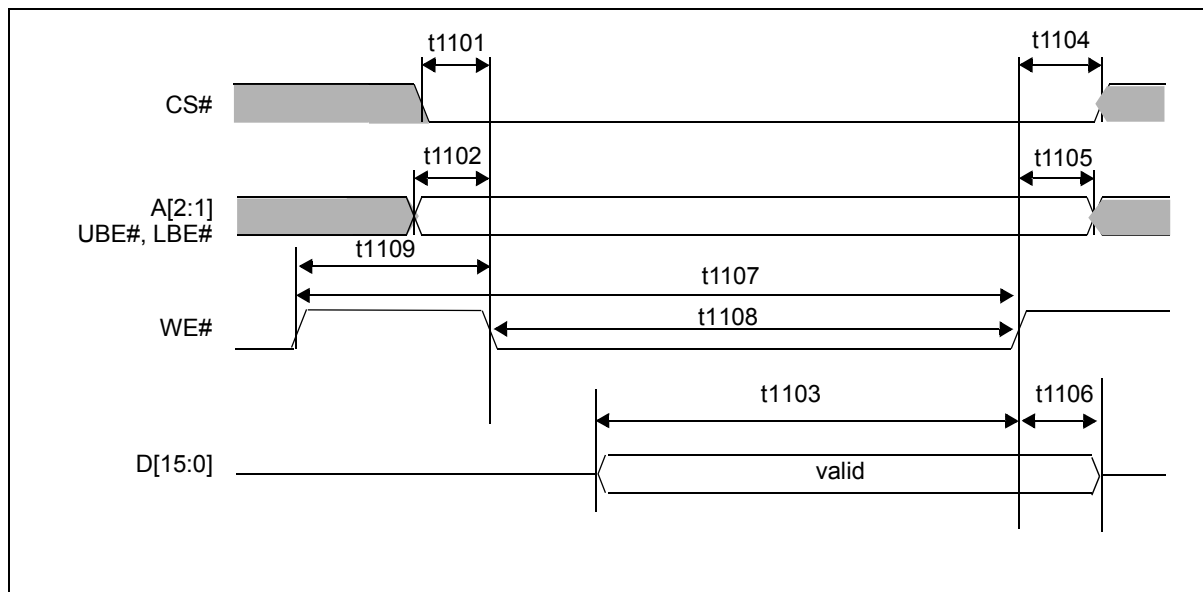 t1101
t1104
CS#
t1102
t1105
A[2:1]
UBE#, LBE#
t1109
t1107
WE#
t1108
t1103
t1106
D[15:0]
valid